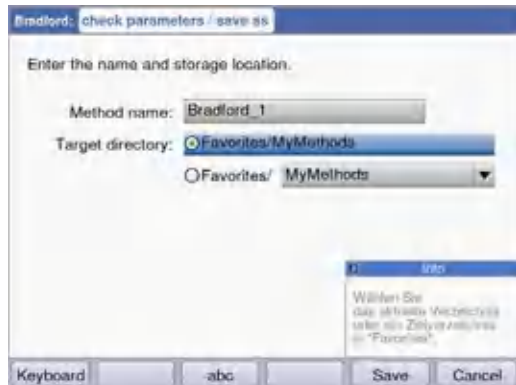 Bradford: check parameters / save as
Enter the name and storage location.
Method name: Bradford_1
Target directory: Favorites/MyMethods
Favorites/ MyMethods
Info
Wählen Sie
das aktuelle Verzeichnis
oder ein Zielverzeichnis
in "Favorites".
Keyboard abc Save Cancel